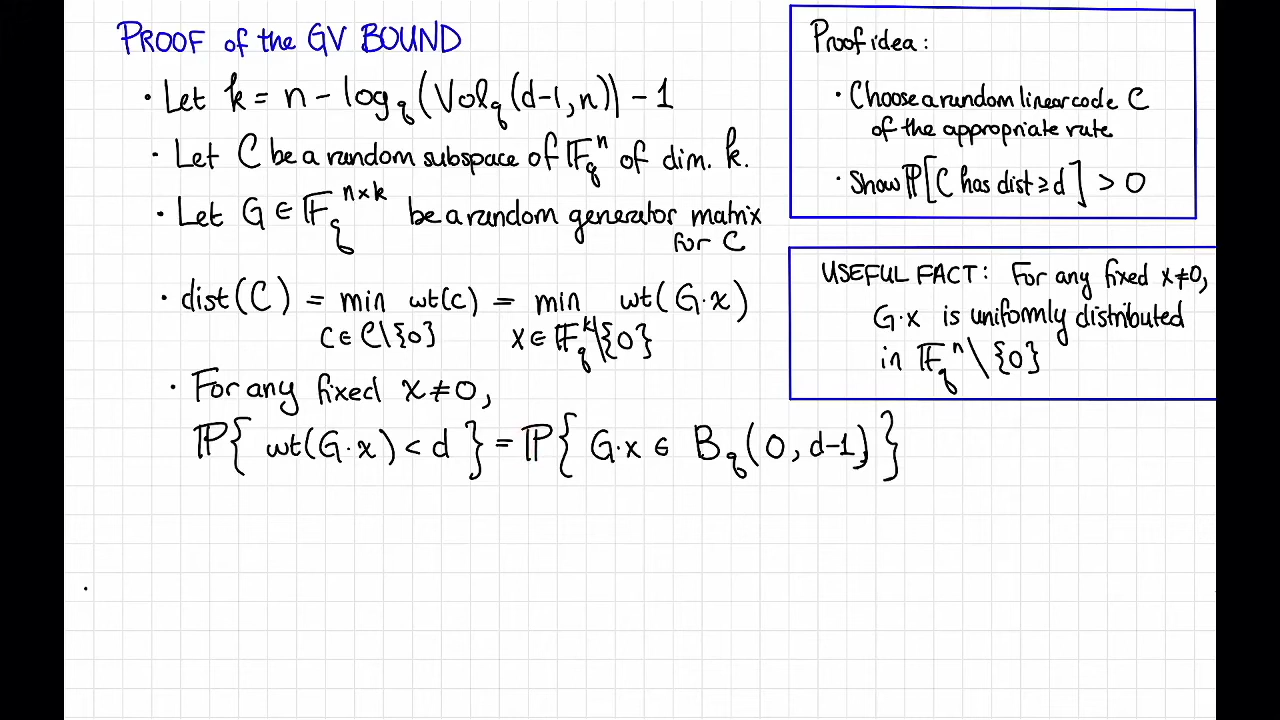 PROOF of the GV BOUND
• Let k = n - log_q(Vol_q(d-1, n)) - 1
• Let C be a random subspace of F_q^n of dim. k.
• Let G ∈ F_q^{n×k} be a random generator matrix
for C
• dist(C) = min wt(c) = min wt(G·x)
c ∈ C\{0} x ∈ F_q^k\{0}
• For any fixed x ≠ 0,
P{ wt(G·x) < d } = P{ G·x ∈ B_q(0, d-1) }
Proof idea:
• Choose a random linear code C
of the appropriate rate
• Show P[C has dist ≥ d] > 0
USEFUL FACT: For any fixed x≠0,
G·x is uniformly distributed
in F_q^n \ {0}